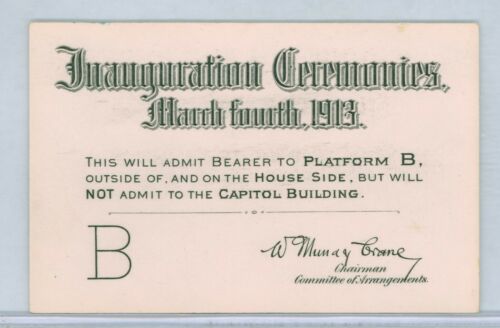 Inauguration Ceremonies,
March fourth, 1913.
THIS WILL ADMIT BEARER TO PLATFORM B,
OUTSIDE OF, AND ON THE HOUSE SIDE, BUT WILL
NOT ADMIT TO THE CAPITOL BUILDING.
B
W Murray Crane
Chairman
Committee of Arrangements.